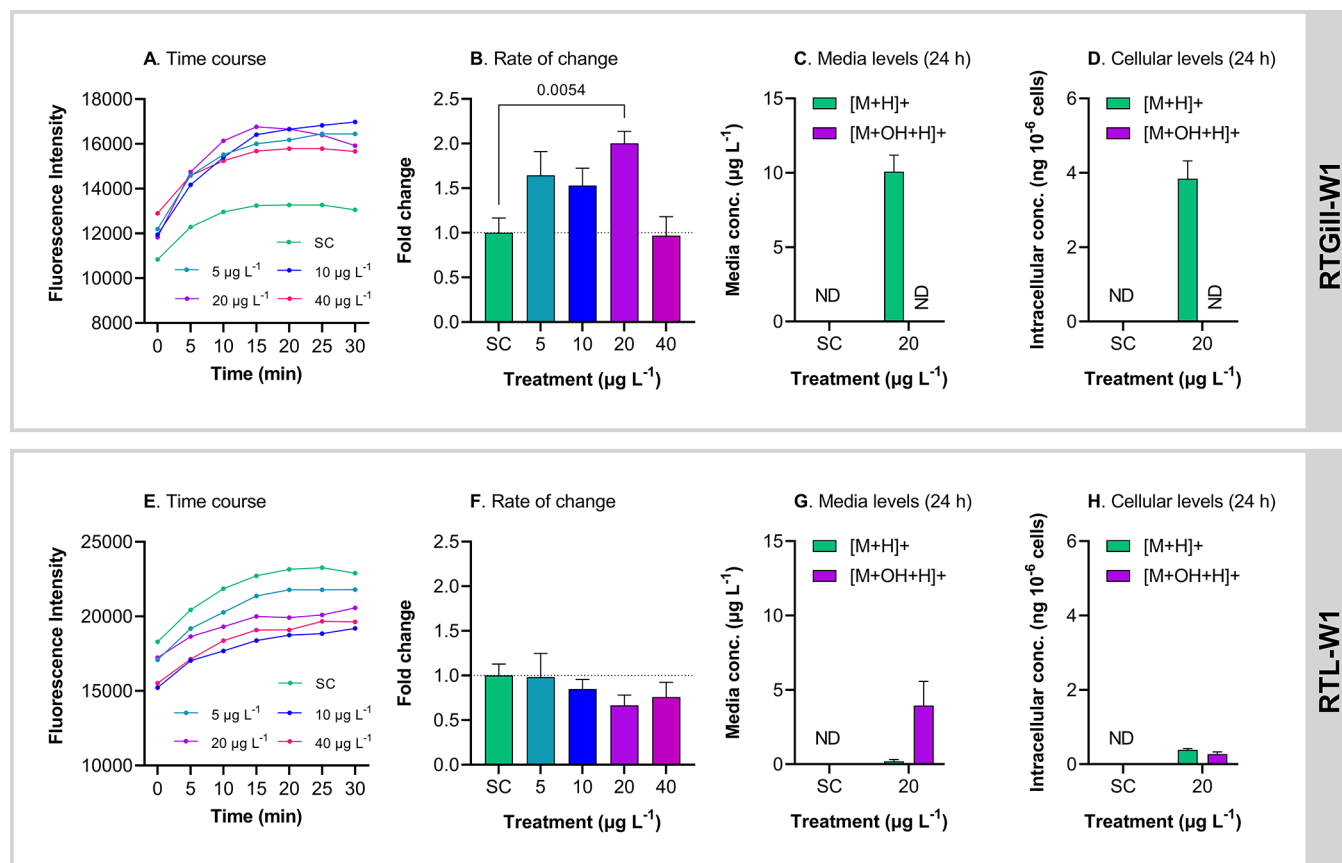 A. Time course
Fluorescence Intensity
18000
16000
14000
12000
10000
8000
SC
5 µg L-1
10 µg L-1
20 µg L-1
40 µg L-1
0 5 10 15 20 25 30
Time (min)
B. Rate of change
Fold change
2.5
2.0
1.5
1.0
0.5
0.0
0.0054
SC 5 10 20 40
Treatment (µg L-1)
C. Media levels (24 h)
Media conc. (µg L-1)
15
10
5
0
[M+H]+
[M+OH+H]+
ND
ND
SC 20
Treatment (µg L-1)
D. Cellular levels (24 h)
Intracellular conc. (ng 10-6 cells)
6
4
2
0
[M+H]+
[M+OH+H]+
ND
ND
SC 20
Treatment (µg L-1)
RTGill-W1
E. Time course
Fluorescence Intensity
25000
20000
15000
10000
SC
5 µg L-1
10 µg L-1
20 µg L-1
40 µg L-1
0 5 10 15 20 25 30
Time (min)
F. Rate of change
Fold change
2.5
2.0
1.5
1.0
0.5
0.0
SC 5 10 20 40
Treatment (µg L-1)
G. Media levels (24 h)
Media conc. (µg L-1)
15
10
5
0
[M+H]+
[M+OH+H]+
ND
SC 20
Treatment (µg L-1)
H. Cellular levels (24 h)
Intracellular conc. (ng 10-6 cells)
6
4
2
0
[M+H]+
[M+OH+H]+
ND
SC 20
Treatment (µg L-1)
RTL-W1